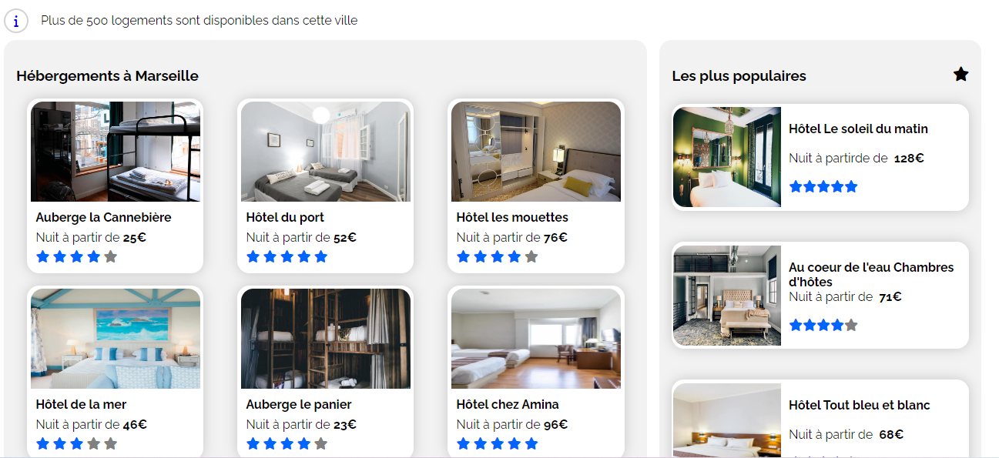 i
Plus de 500 logements sont disponibles dans cette ville
Hébergements à Marseille
Auberge la Cannebière
Nuit à partir de 25€
Hôtel du port
Nuit à partir de 52€
Hôtel les mouettes
Nuit à partir de 76€
Hôtel de la mer
Nuit à partir de 46€
Auberge le panier
Nuit à partir de 23€
Hôtel chez Amina
Nuit à partir de 96€
Les plus populaires
Hôtel Le soleil du matin
Nuit à partirde de 128€
Au coeur de l'eau Chambres
d'hôtes
Nuit à partir de 71€
Hôtel Tout bleu et blanc
Nuit à partir de 68€